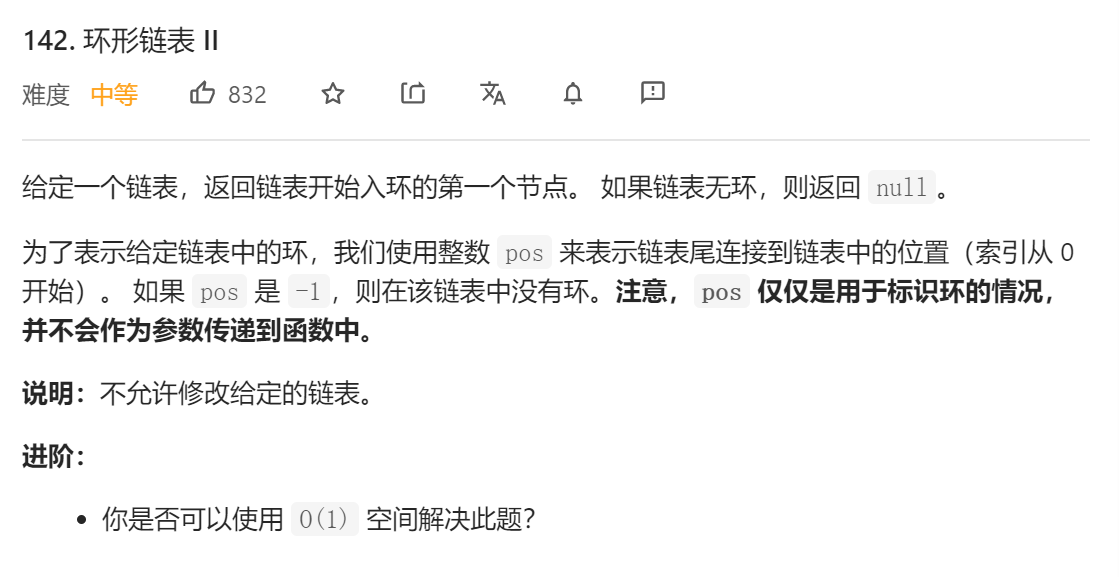 142. 环形链表 II
难度 中等 832
给定一个链表，返回链表开始入环的第一个节点。 如果链表无环，则返回 null。
为了表示给定链表中的环，我们使用整数 pos 来表示链表尾连接到链表中的位置（索引从 0
开始）。 如果 pos 是 -1，则在该链表中没有环。注意，pos 仅仅是用于标识环的情况，
并不会作为参数传递到函数中。
说明：不允许修改给定的链表。
进阶：
• 你是否可以使用 O(1) 空间解决此题？